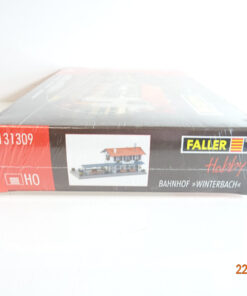 131309
HO
FALLER
Hobby
BAHNHOF »WINTERBACH«
22